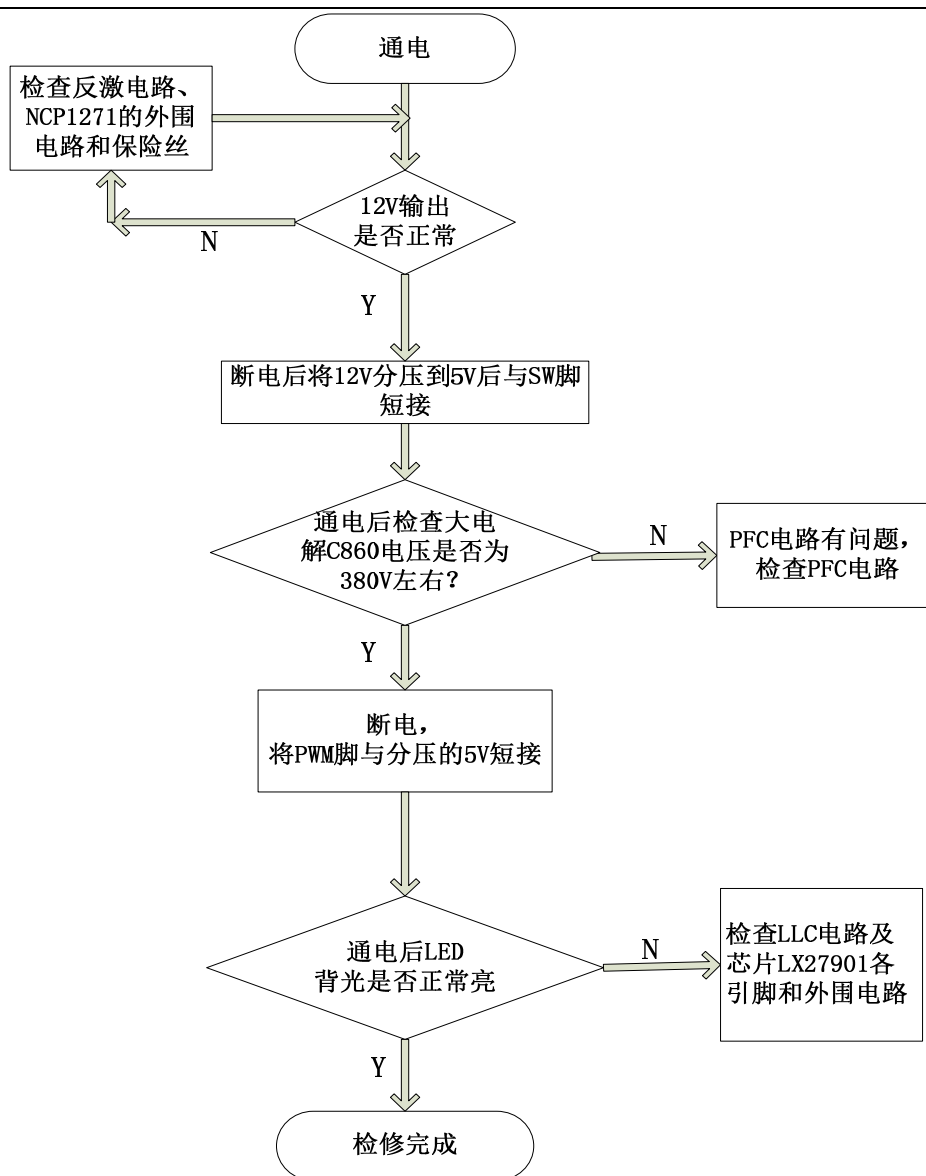 通电
检查反激电路、
NCP1271的外围
电路和保险丝
12V输出
是否正常
N
Y
断电后将12V分压到5V后与SW脚
短接
通电后检查大电
解C860电压是否为
380V左右?
N
PFC电路有问题,
检查PFC电路
Y
断电,
将PWM脚与分压的5V短接
通电后LED
背光是否正常亮
N
检查LLC电路及
芯片LX27901各
引脚和外围电路
Y
检修完成